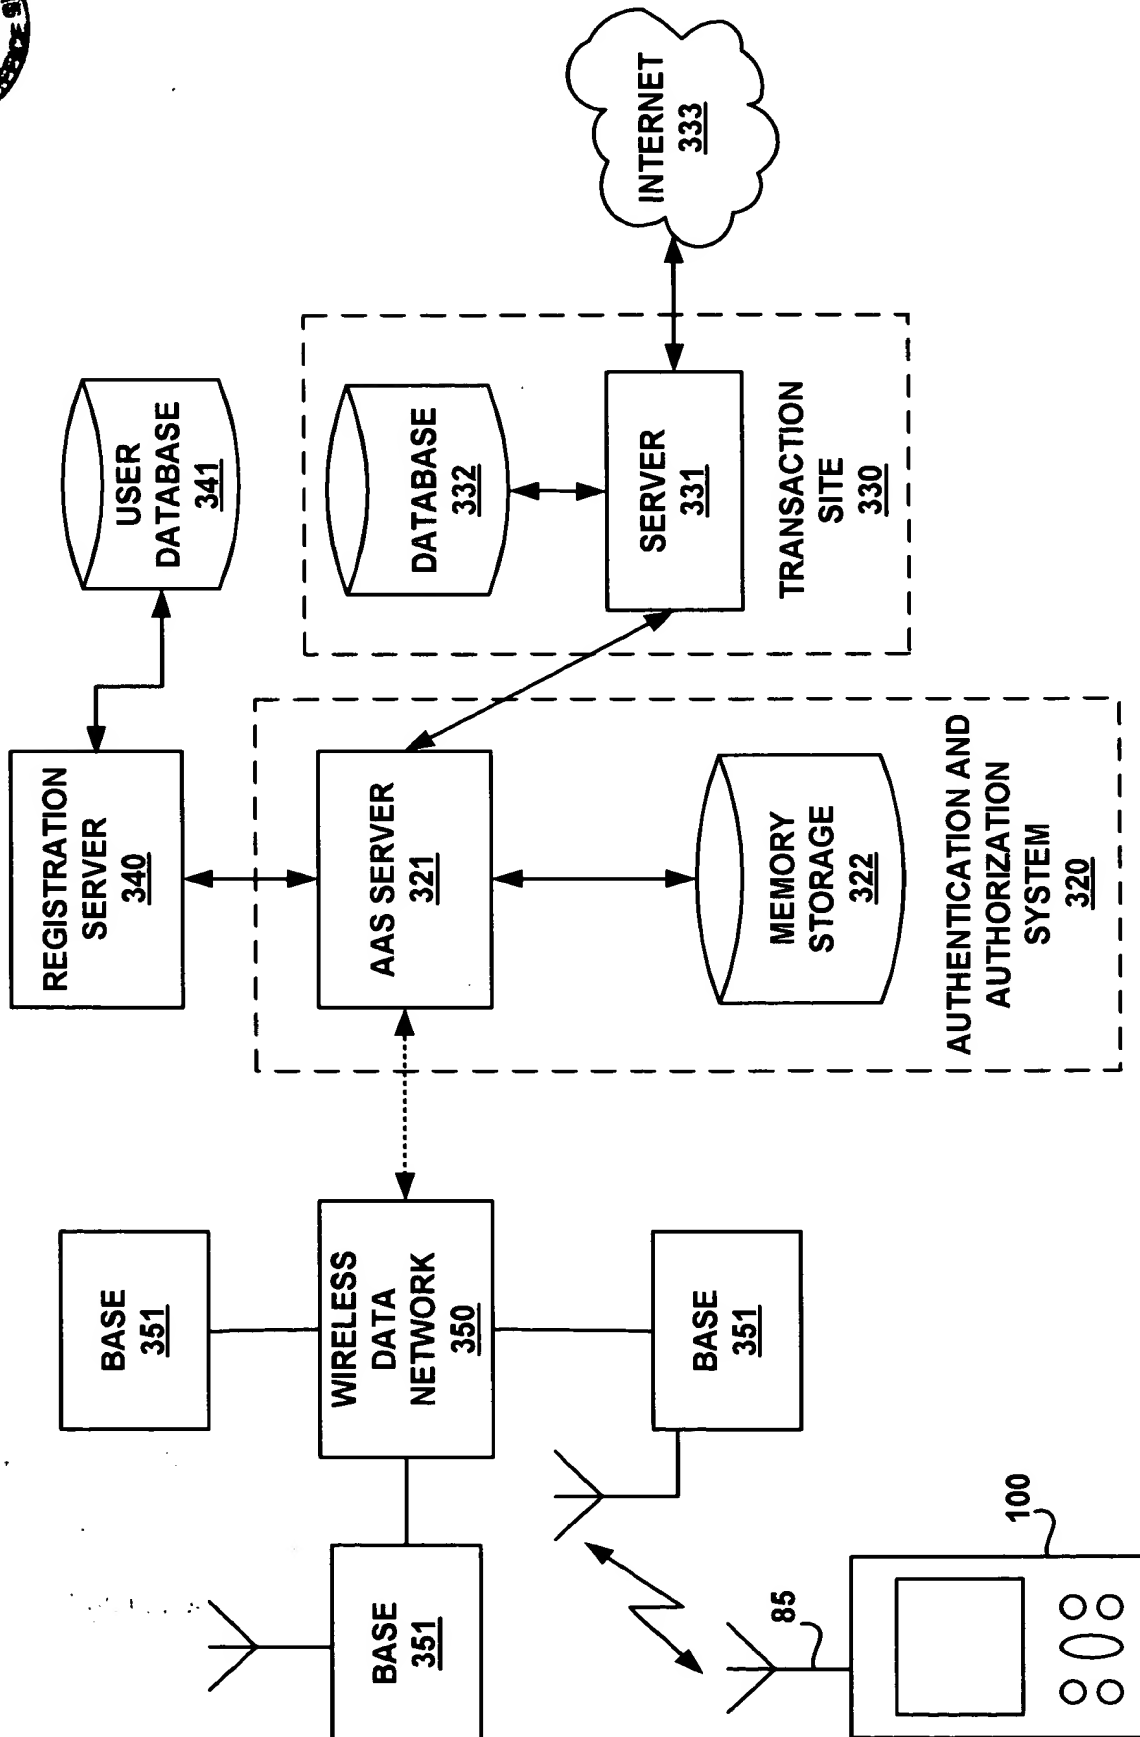 REGISTRATION
SERVER
340
USER
DATABASE
341
BASE
351
BASE
351
WIRELESS
DATA
NETWORK
350
AAS SERVER
321
DATABASE
332
SERVER
331
INTERNET
333
TRANSACTION
SITE
330
MEMORY
STORAGE
322
AUTHENTICATION AND
AUTHORIZATION
SYSTEM
320
BASE
351
85
100